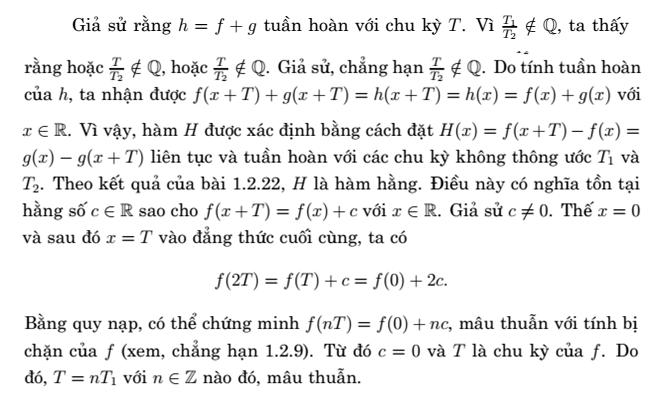 Giả sử rằng $h = f + g$ tuần hoàn với chu kỳ $T$. Vì $\frac{T_1}{T_2} \notin \mathbb{Q}$, ta thấy
rằng hoặc $\frac{T}{T_2} \notin \mathbb{Q}$, hoặc $\frac{T}{T_2} \notin \mathbb{Q}$. Giả sử, chẳng hạn $\frac{T}{T_2} \notin \mathbb{Q}$. Do tính tuần hoàn
của $h$, ta nhận được $f(x + T) + g(x + T) = h(x + T) = h(x) = f(x) + g(x)$ với
$x \in \mathbb{R}$. Vì vậy, hàm $H$ được xác định bằng cách đặt $H(x) = f(x+T) - f(x) =$
$g(x) - g(x + T)$ liên tục và tuần hoàn với các chu kỳ không thông ước $T_1$ và
$T_2$. Theo kết quả của bài 1.2.22, $H$ là hàm hằng. Điều này có nghĩa tồn tại
hằng số $c \in \mathbb{R}$ sao cho $f(x + T) = f(x) + c$ với $x \in \mathbb{R}$. Giả sử $c \neq 0$. Thế $x = 0$
và sau đó $x = T$ vào đẳng thức cuối cùng, ta có
$f(2T) = f(T) + c = f(0) + 2c.$
Bằng quy nạp, có thể chứng minh $f(nT) = f(0) + nc$, mâu thuẫn với tính bị
chặn của $f$ (xem, chẳng hạn 1.2.9). Từ đó $c = 0$ và $T$ là chu kỳ của $f$. Do
đó, $T = nT_1$ với $n \in \mathbb{Z}$ nào đó, mâu thuẫn.